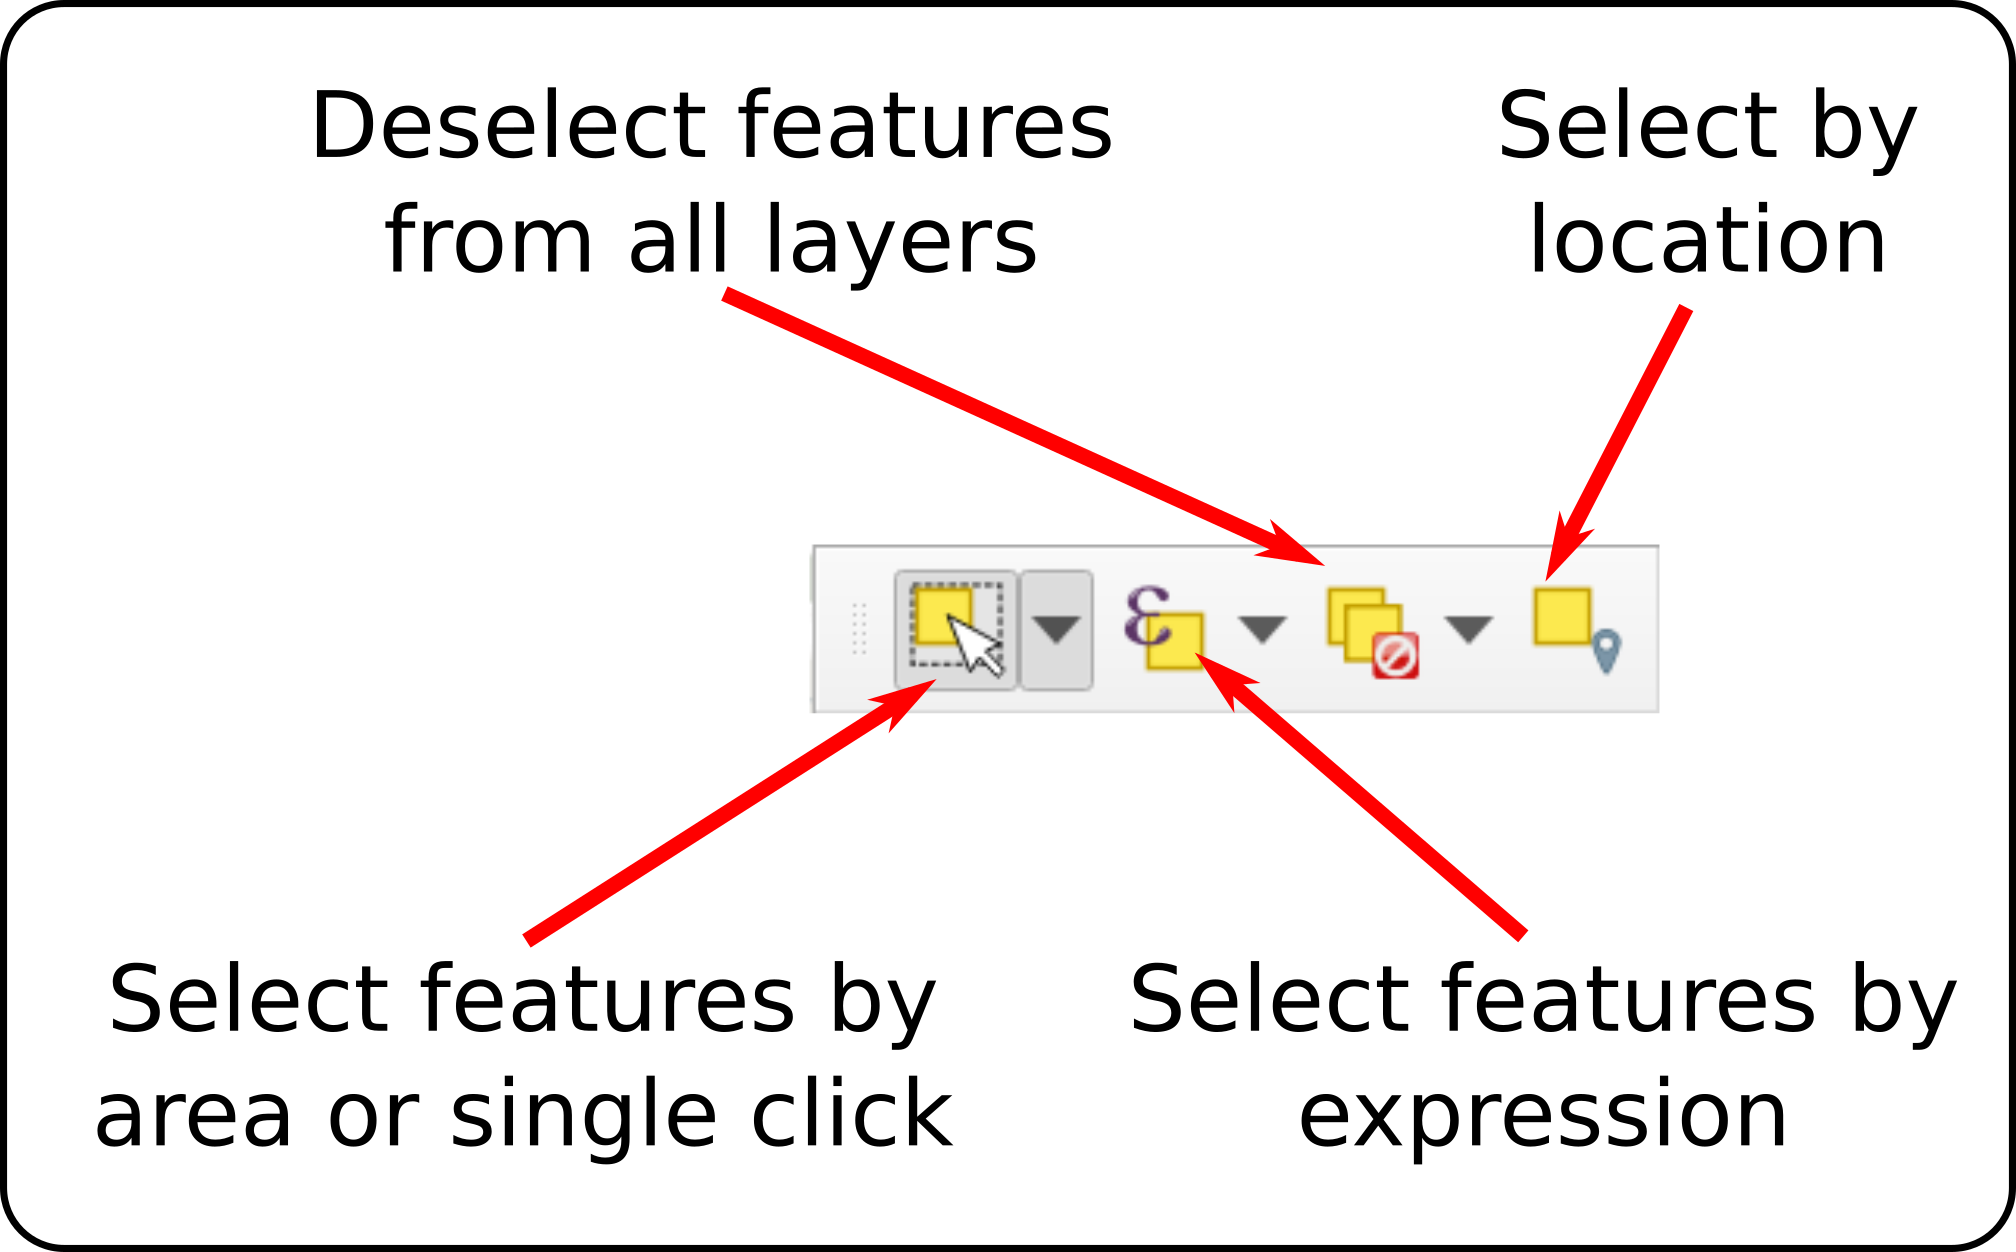 Deselect features
from all layers
Select by
location
ε
Select features by
area or single click
Select features by
expression